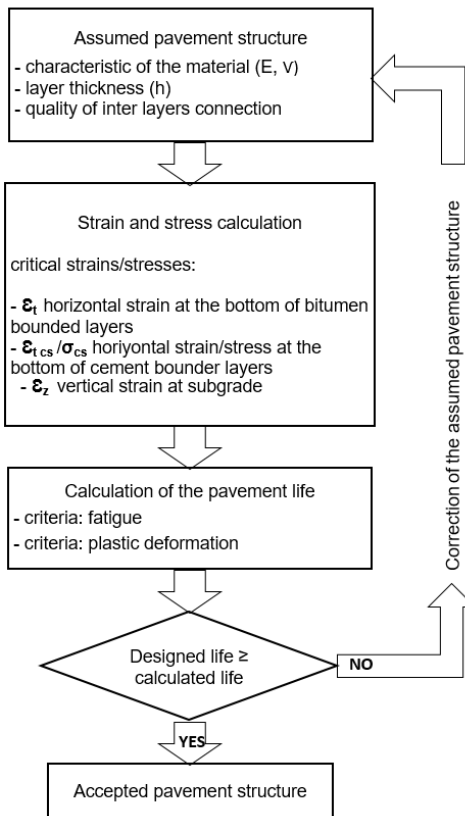 Assumed pavement structure
- characteristic of the material (E, V)
- layer thickness (h)
- quality of inter layers connection
Strain and stress calculation
critical strains/stresses:
- εt horizontal strain at the bottom of bitumen
bounded layers
- εt cs /σcs horiyontal strain/stress at the
bottom of cement bounder layers
- εz vertical strain at subgrade
Calculation of the pavement life
- criteria: fatigue
- criteria: plastic deformation
Designed life ≥
calculated life
NO
YES
Accepted pavement structure
Correction of the assumed pavement structure